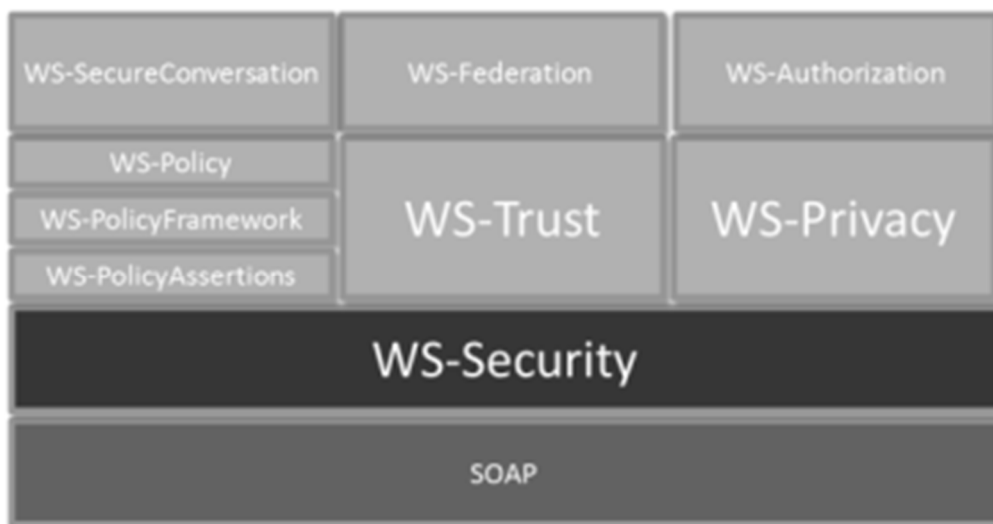 WS-SecureConversation
WS-Federation
WS-Authorization
WS-Policy
WS-PolicyFramework
WS-PolicyAssertions
WS-Trust
WS-Privacy
WS-Security
SOAP